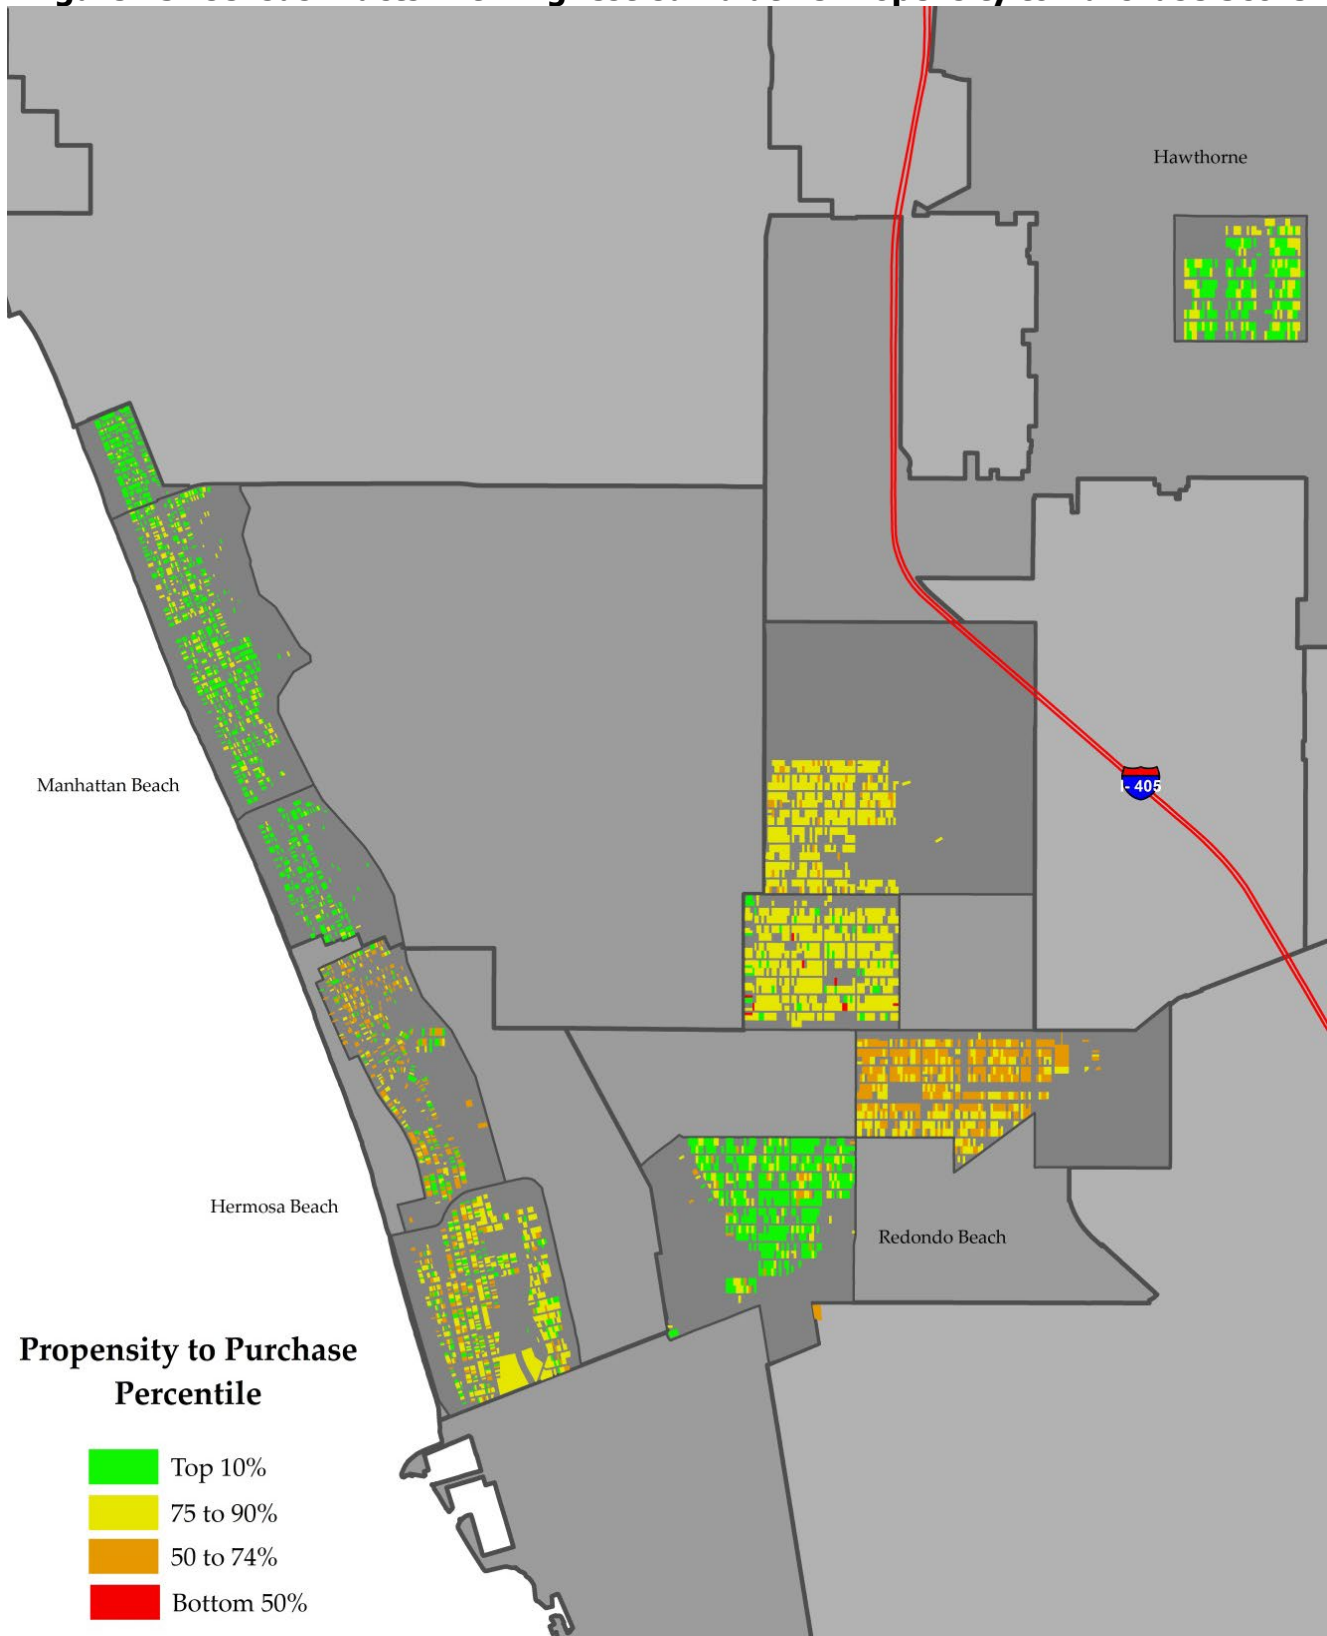 Hawthorne
Manhattan Beach
I- 405
Hermosa Beach
Redondo Beach
Propensity to Purchase
Percentile
Top 10%
75 to 90%
50 to 74%
Bottom 50%